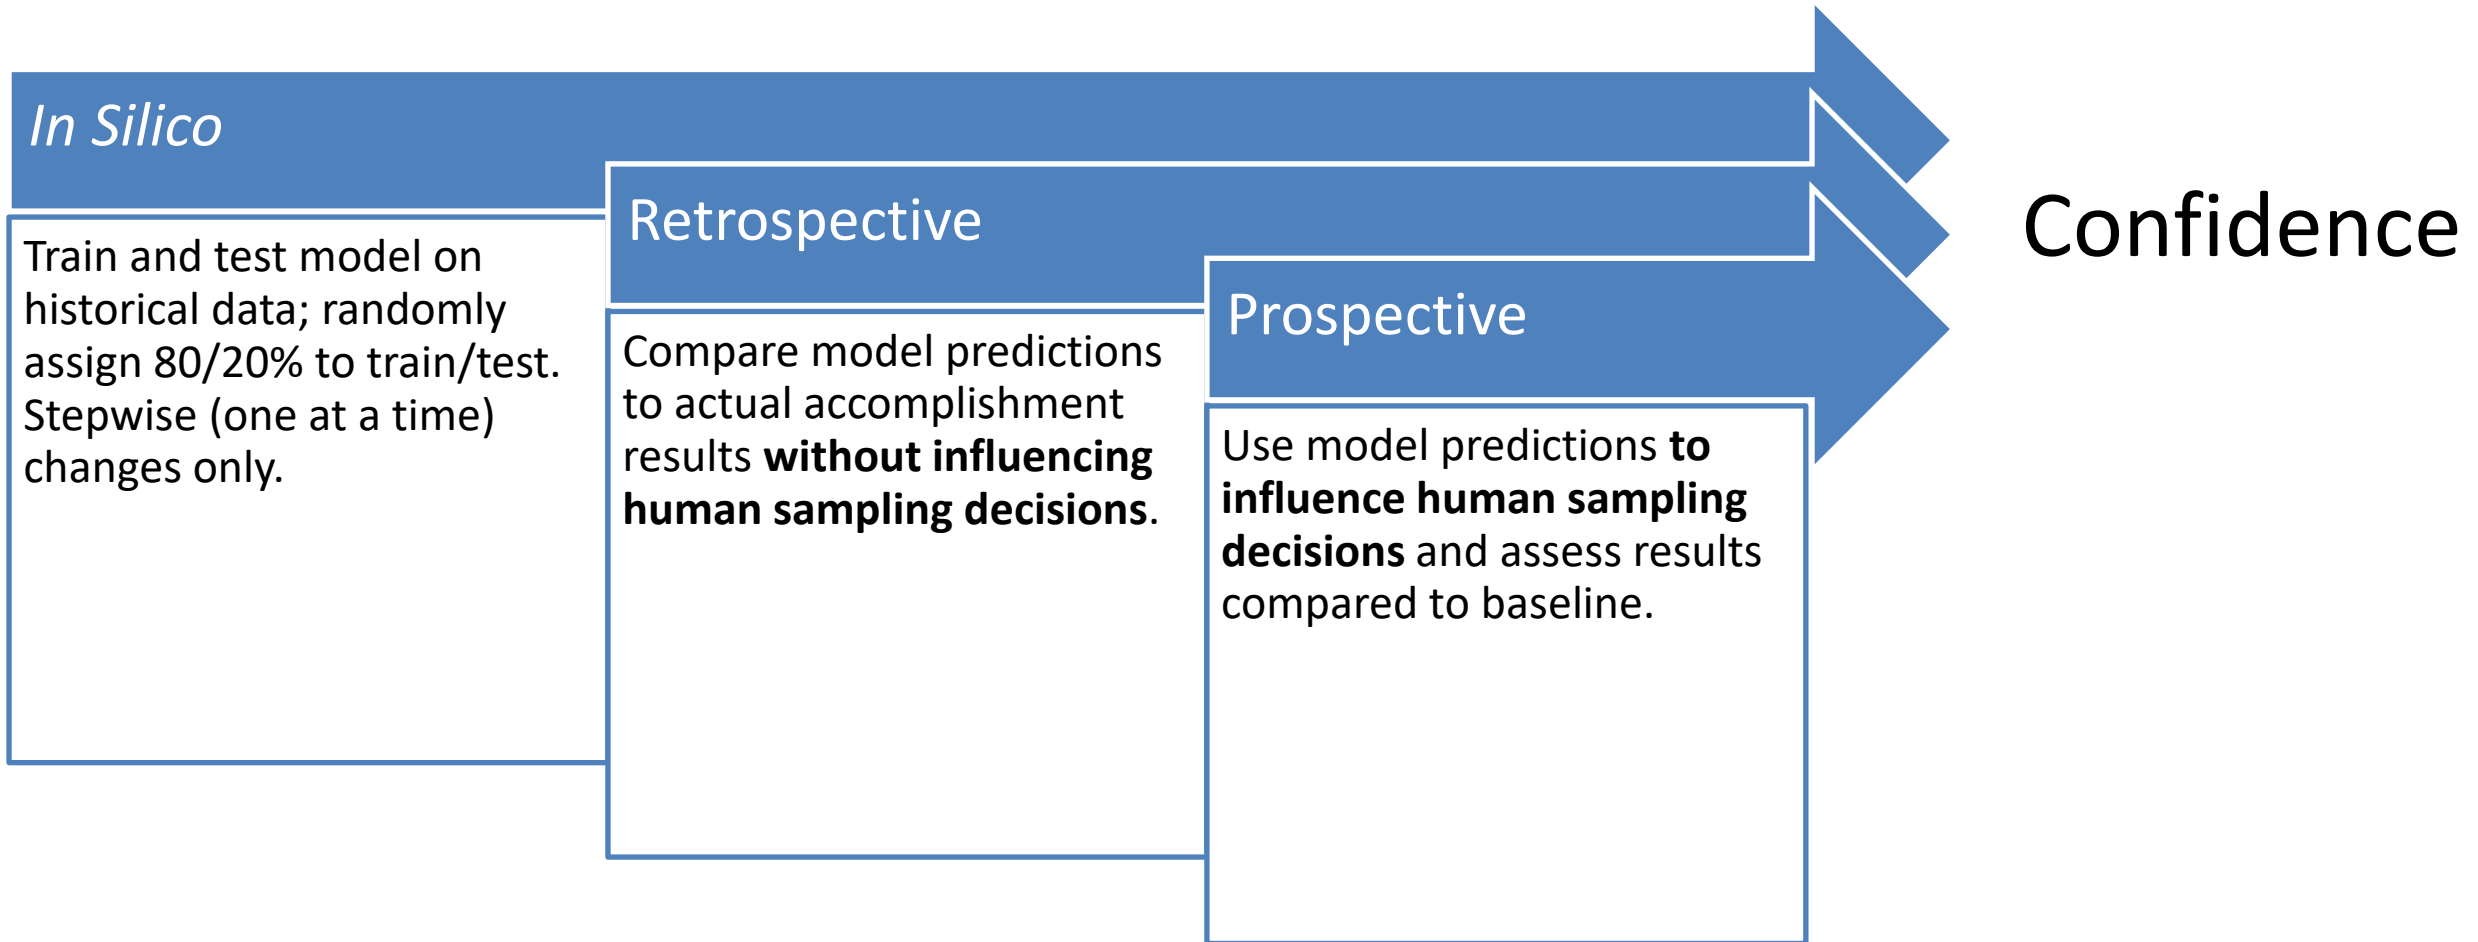 In Silico
Train and test model on
historical data; randomly
assign 80/20% to train/test.
Stepwise (one at a time)
changes only.
Retrospective
Compare model predictions
to actual accomplishment
results without influencing
human sampling decisions.
Prospective
Use model predictions to
influence human sampling
decisions and assess results
compared to baseline.
Confidence